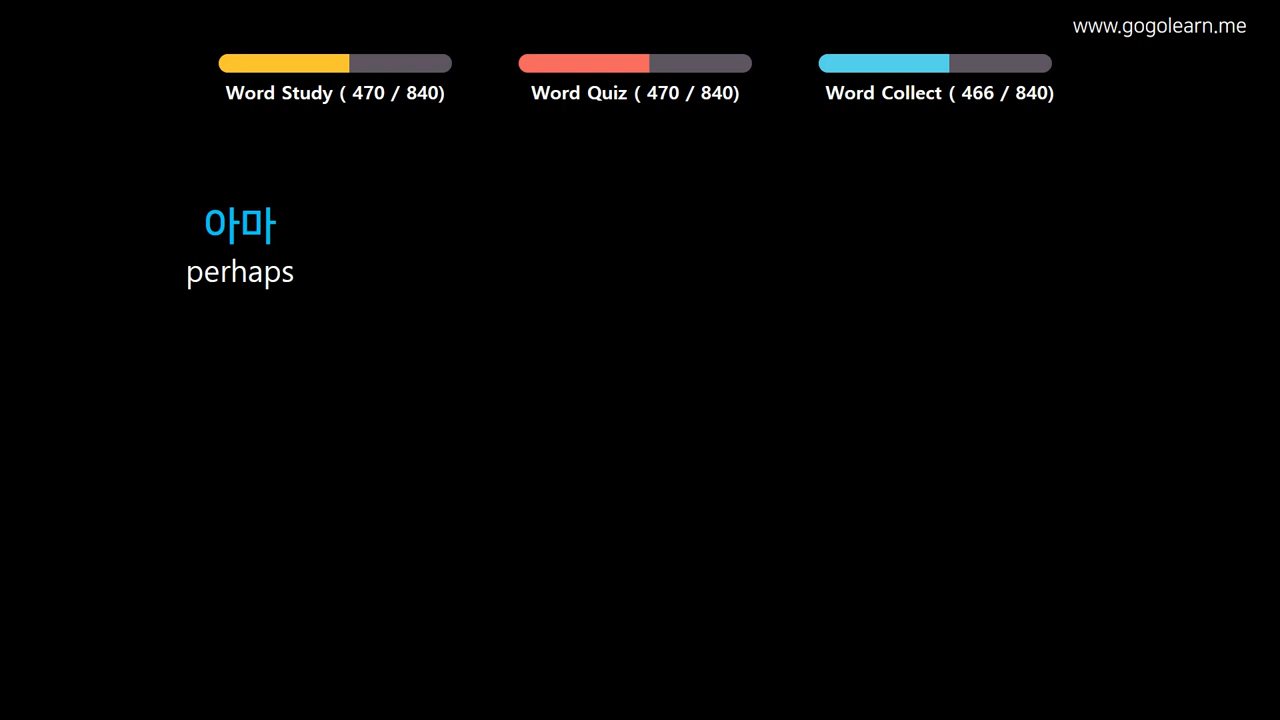 www.gogolearn.me
Word Study ( 470 / 840)
Word Quiz ( 470 / 840)
Word Collect ( 466 / 840)
아마
perhaps